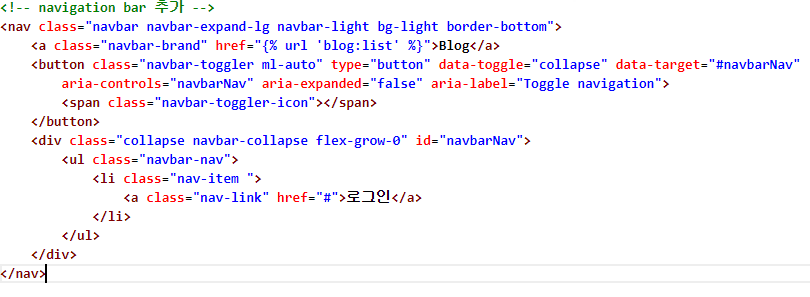 <!-- navigation bar 추가 -->
<nav class="navbar navbar-expand-lg navbar-light bg-light border-bottom">
    <a class="navbar-brand" href="{% url 'blog:list' %}">Blog</a>
    <button class="navbar-toggler ml-auto" type="button" data-toggle="collapse" data-target="#navbarNav"
        aria-controls="navbarNav" aria-expanded="false" aria-label="Toggle navigation">
        <span class="navbar-toggler-icon"></span>
    </button>
    <div class="collapse navbar-collapse flex-grow-0" id="navbarNav">
        <ul class="navbar-nav">
            <li class="nav-item ">
                <a class="nav-link" href="#">로그인</a>
            </li>
        </ul>
    </div>
</nav>